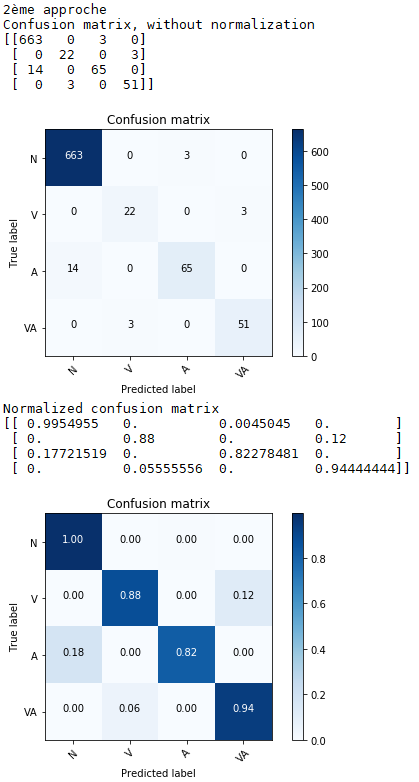 2ème approche
Confusion matrix, without normalization
[[663   0   3   0]
 [  0  22   0   3]
 [ 14   0  65   0]
 [  0   3   0  51]]
Confusion matrix
N 663 0 3 0
V 0 22 0 3
A 14 0 65 0
VA 0 3 0 51
True label
N V A VA
Predicted label
600
500
400
300
200
100
0
Normalized confusion matrix
[[ 0.9954955   0.          0.0045045   0.        ]
 [ 0.          0.88        0.          0.12      ]
 [ 0.17721519  0.          0.82278481  0.        ]
 [ 0.          0.05555556  0.          0.94444444]]
Confusion matrix
N 1.00 0.00 0.00 0.00
V 0.00 0.88 0.00 0.12
A 0.18 0.00 0.82 0.00
VA 0.00 0.06 0.00 0.94
True label
N V A VA
Predicted label
0.8
0.6
0.4
0.2
0.0